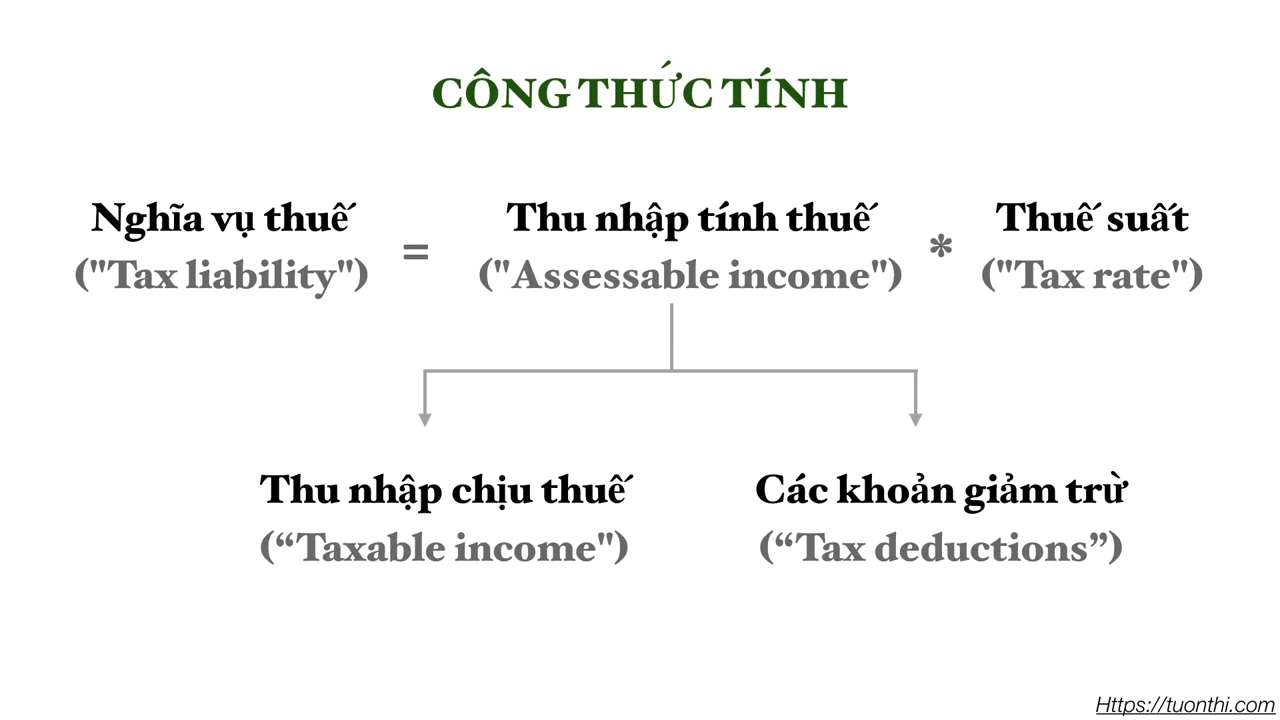 CÔNG THỨC TÍNH
Nghĩa vụ thuế
("Tax liability")
=
Thu nhập tính thuế
("Assessable income")
*
Thuế suất
("Tax rate")
Thu nhập chịu thuế
(“Taxable income")
Các khoản giảm trừ
(“Tax deductions”)
Https://tuonthi.com